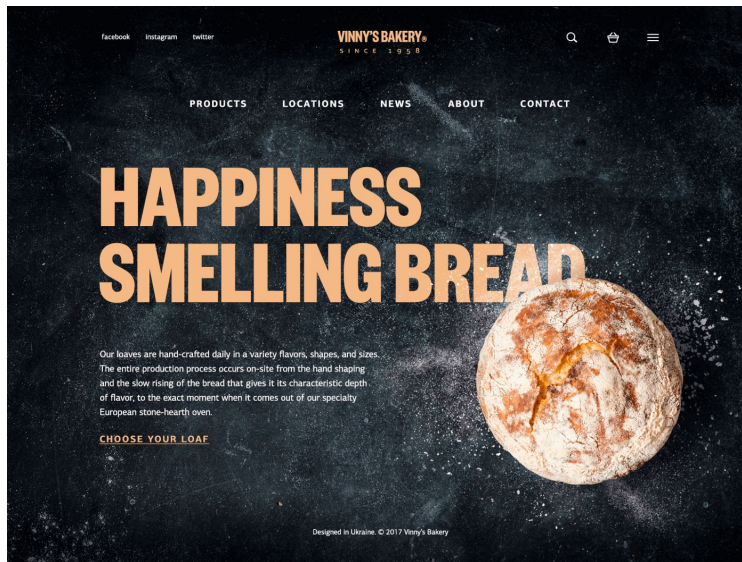 facebook instagram twitter
VINNY'S BAKERY®
SINCE 1958
PRODUCTS LOCATIONS NEWS ABOUT CONTACT
HAPPINESS
SMELLING BREAD
Our loaves are hand-crafted daily in a variety flavors, shapes, and sizes.
The entire production process occurs on-site from the hand shaping
and the slow rising of the bread that gives it its characteristic depth
of flavor, to the exact moment when it comes out of our specialty
European stone-hearth oven.
CHOOSE YOUR LOAF
Designed in Ukraine. © 2017 Vinny's Bakery